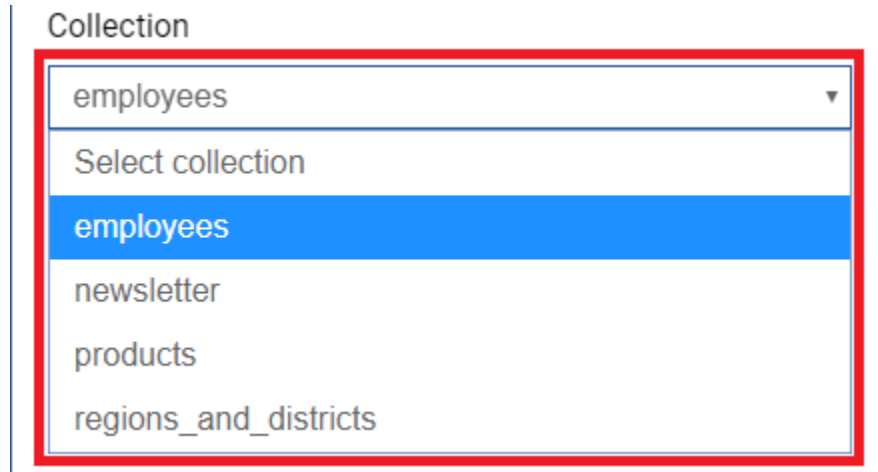 Collection
employees
Select collection
employees
newsletter
products
regions_and_districts